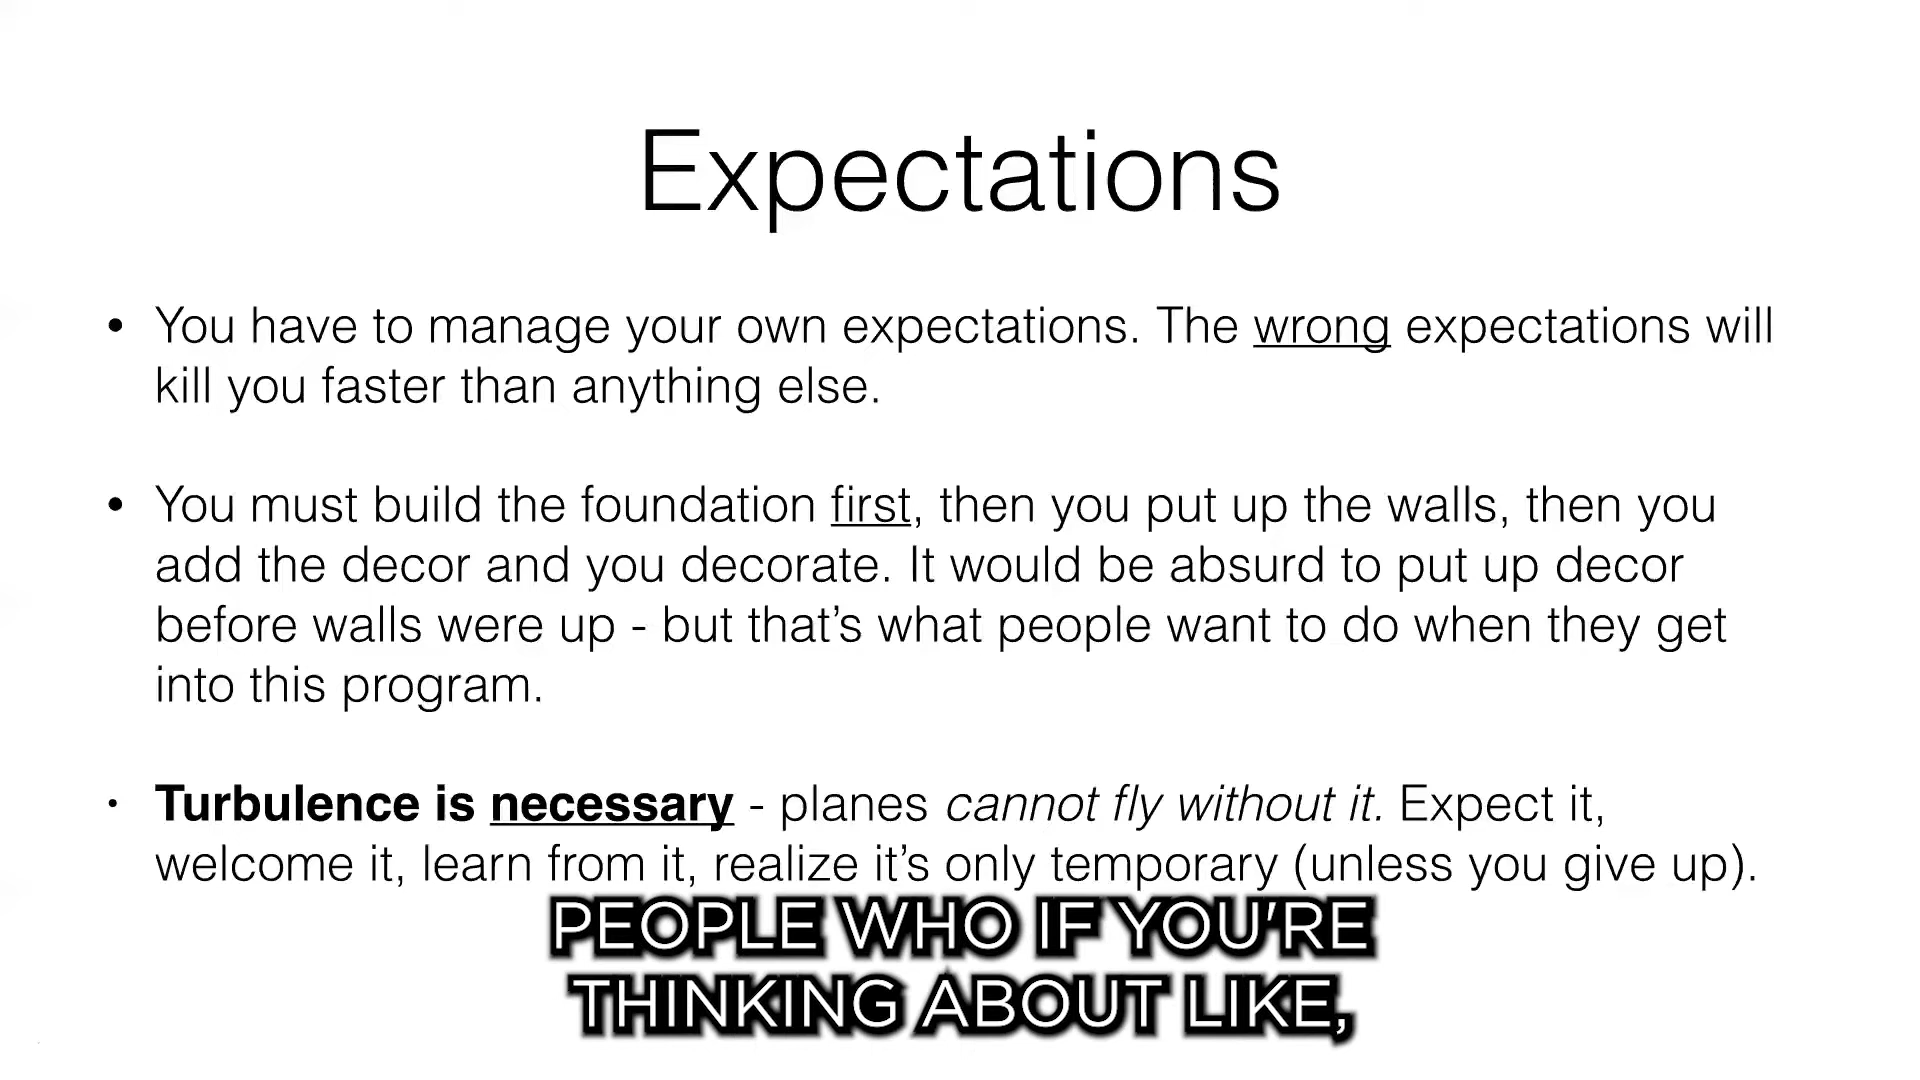 Expectations
• You have to manage your own expectations. The wrong expectations will
kill you faster than anything else.
• You must build the foundation first, then you put up the walls, then you
add the decor and you decorate. It would be absurd to put up decor
before walls were up - but that’s what people want to do when they get
into this program.
• Turbulence is necessary - planes cannot fly without it. Expect it,
welcome it, learn from it, realize it’s only temporary (unless you give up).
PEOPLE WHO IF YOU'RE
THINKING ABOUT LIKE,